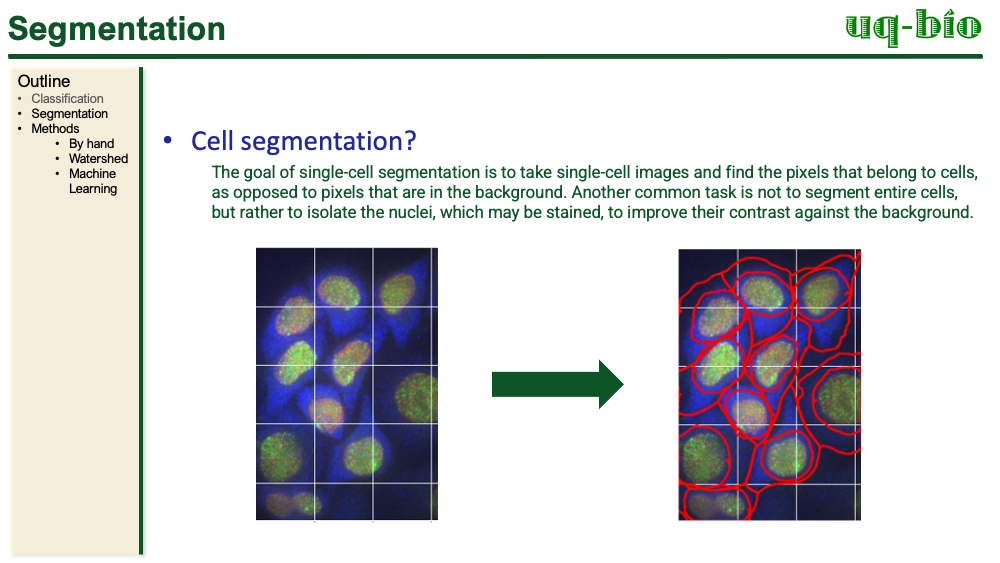 Segmentation
uq-bio
Outline
• Classification
• Segmentation
• Methods
• By hand
• Watershed
• Machine
Learning
• Cell segmentation?
The goal of single-cell segmentation is to take single-cell images and find the pixels that belong to cells,
as opposed to pixels that are in the background. Another common task is not to segment entire cells,
but rather to isolate the nuclei, which may be stained, to improve their contrast against the background.